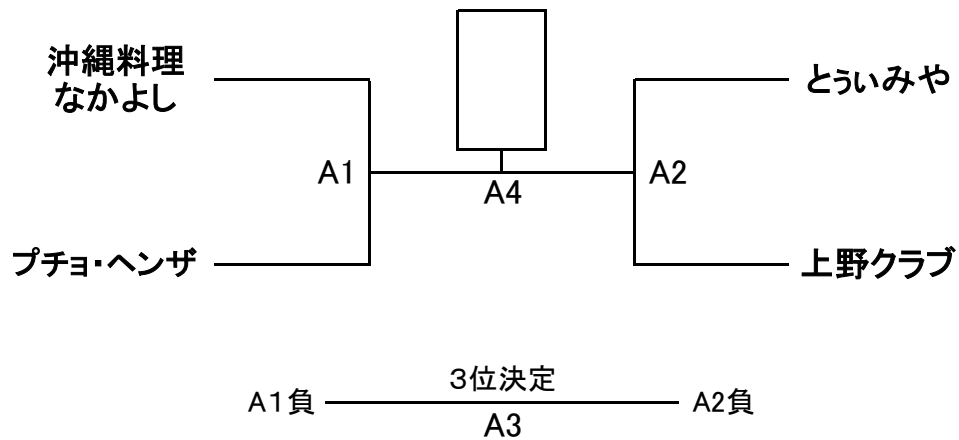 沖縄料理
なかよし
プチョ・ヘンザ
A1
A4
A2
とぅいみや
上野クラブ
3位決定
A1負
A3
A2負